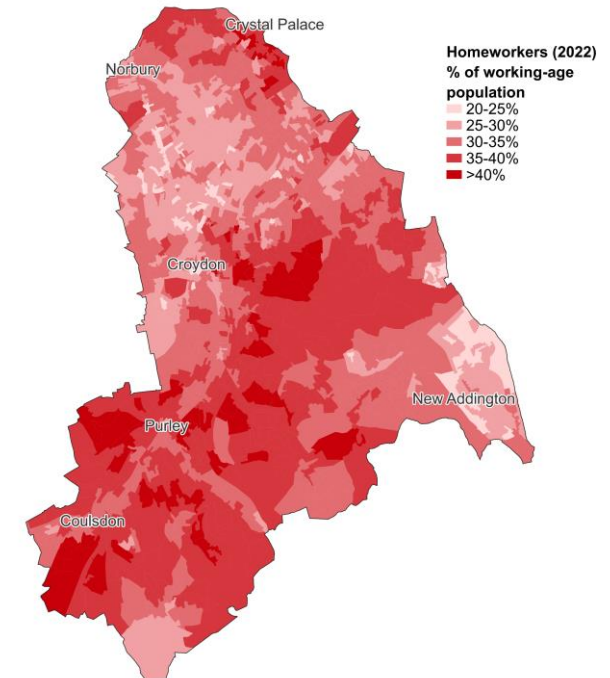 Crystal Palace
Norbury
Homeworkers (2022)
% of working-age
population
20-25%
25-30%
30-35%
35-40%
>40%
Croydon
New Addington
Purley
Coulsdon